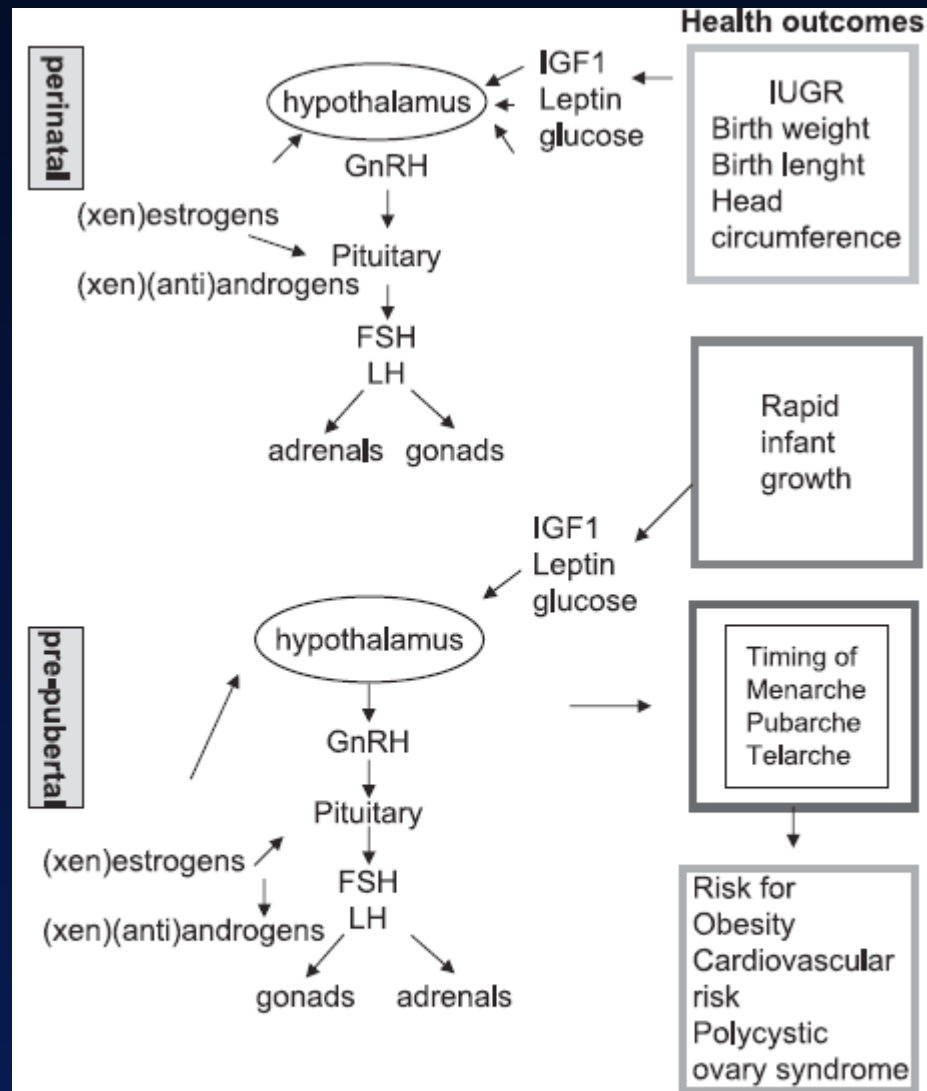 Health outcomes
perinatal
hypothalamus
IGF1
Leptin
glucose
IUGR
Birth weight
Birth lenght
Head
circumference
GnRH
(xen)estrogens
Pituitary
(xen)(anti)androgens
FSH
LH
adrenals gonads
Rapid
infant
growth
IGF1
Leptin
glucose
pre-pubertal
hypothalamus
Timing of
Menarche
Pubarche
Telarche
GnRH
Pituitary
(xen)estrogens
FSH
LH
(xen)(anti)androgens
gonads adrenals
Risk for
Obesity
Cardiovascular
risk
Polycystic
ovary syndrome